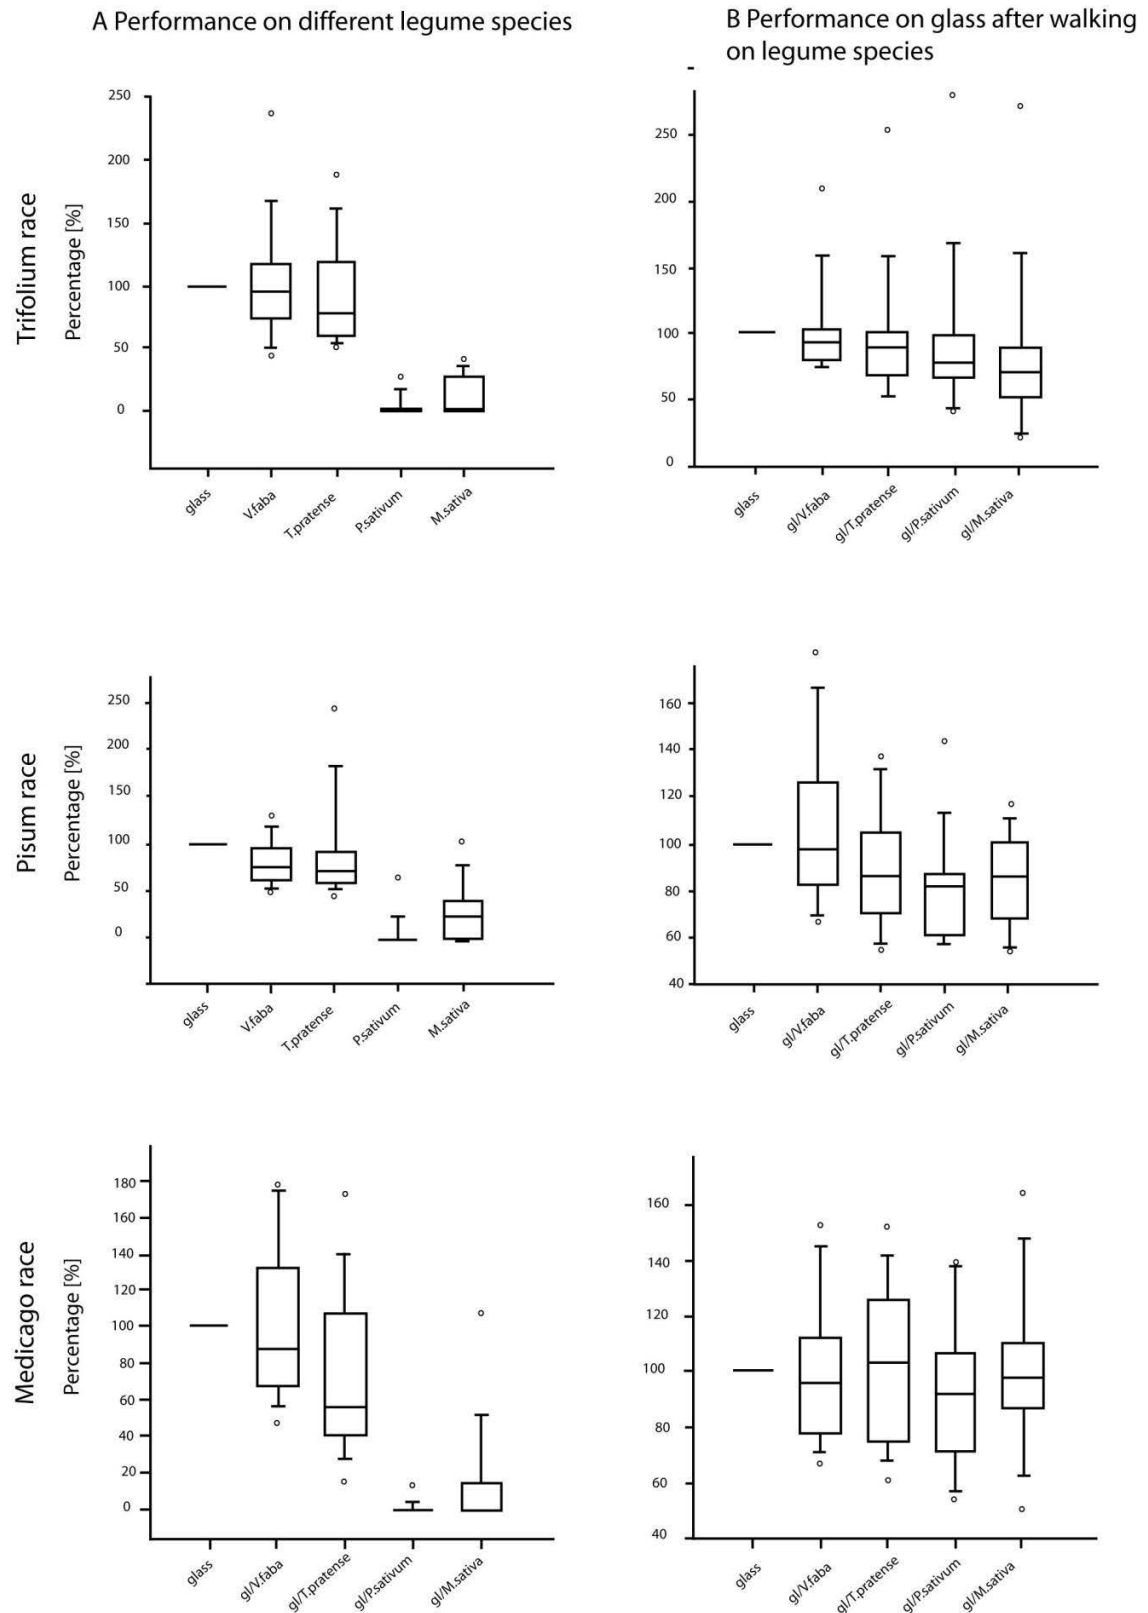 A Performance on different legume species
B Performance on glass after walking
on legume species
Trifolium race
Percentage [%]
250
200
150
100
50
0
glass
V.faba
T.pratense
P.sativum
M.sativa
250
200
150
100
50
0
glass
gl/V.faba
gl/T.pratense
gl/P.sativum
gl/M.sativa
Pisum race
Percentage [%]
250
200
150
100
50
0
glass
V.faba
T.pratense
P.sativum
M.sativa
160
140
120
100
80
60
40
glass
gl/V.faba
gl/T.pratense
gl/P.sativum
gl/M.sativa
Medicago race
Percentage [%]
180
160
140
120
100
80
60
40
20
0
glass
gl/V.faba
gl/T.pratense
gl/P.sativum
gl/M.sativa
160
140
120
100
80
60
40
glass
gl/V.faba
gl/T.pratense
gl/P.sativum
gl/M.sativa